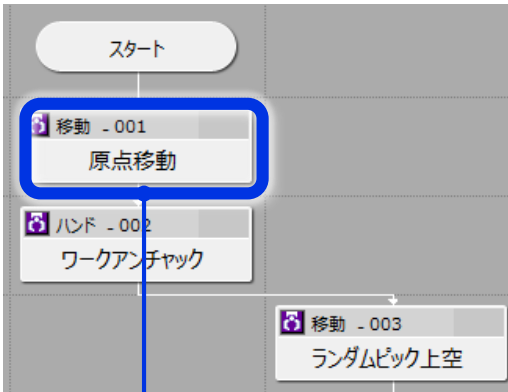 スタート
移動 - 001
原点移動
ハンド - 002
ワークアンチャック
移動 - 003
ランダムピック上空